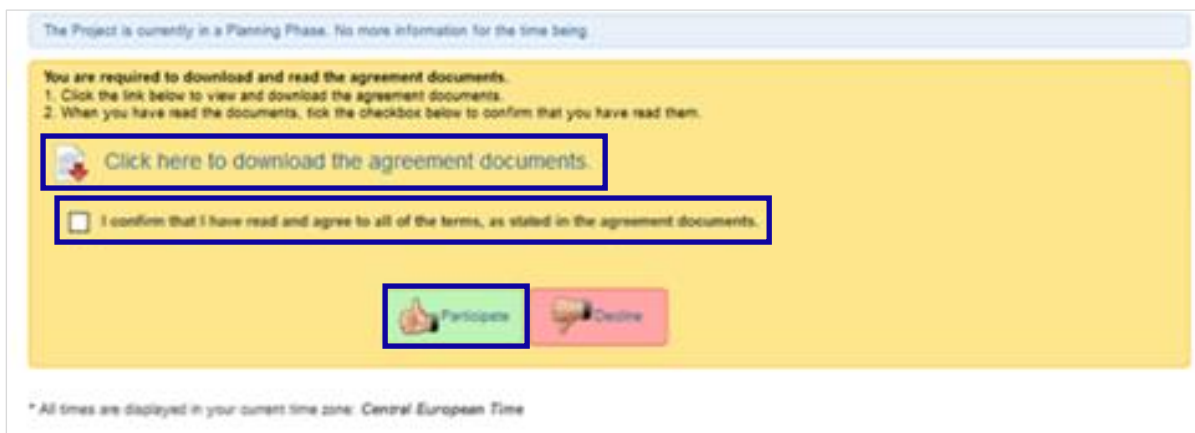 The Project is currently in a Planning Phase. No more information for the time being.
You are required to download and read the agreement documents.
1. Click the link below to view and download the agreement documents.
2. When you have read the documents, tick the checkbox below to confirm that you have read them.
Click here to download the agreement documents.
I confirm that I have read and agree to all of the terms, as stated in the agreement documents.
Participate Decline
* All times are displayed in your current time zone: Central European Time